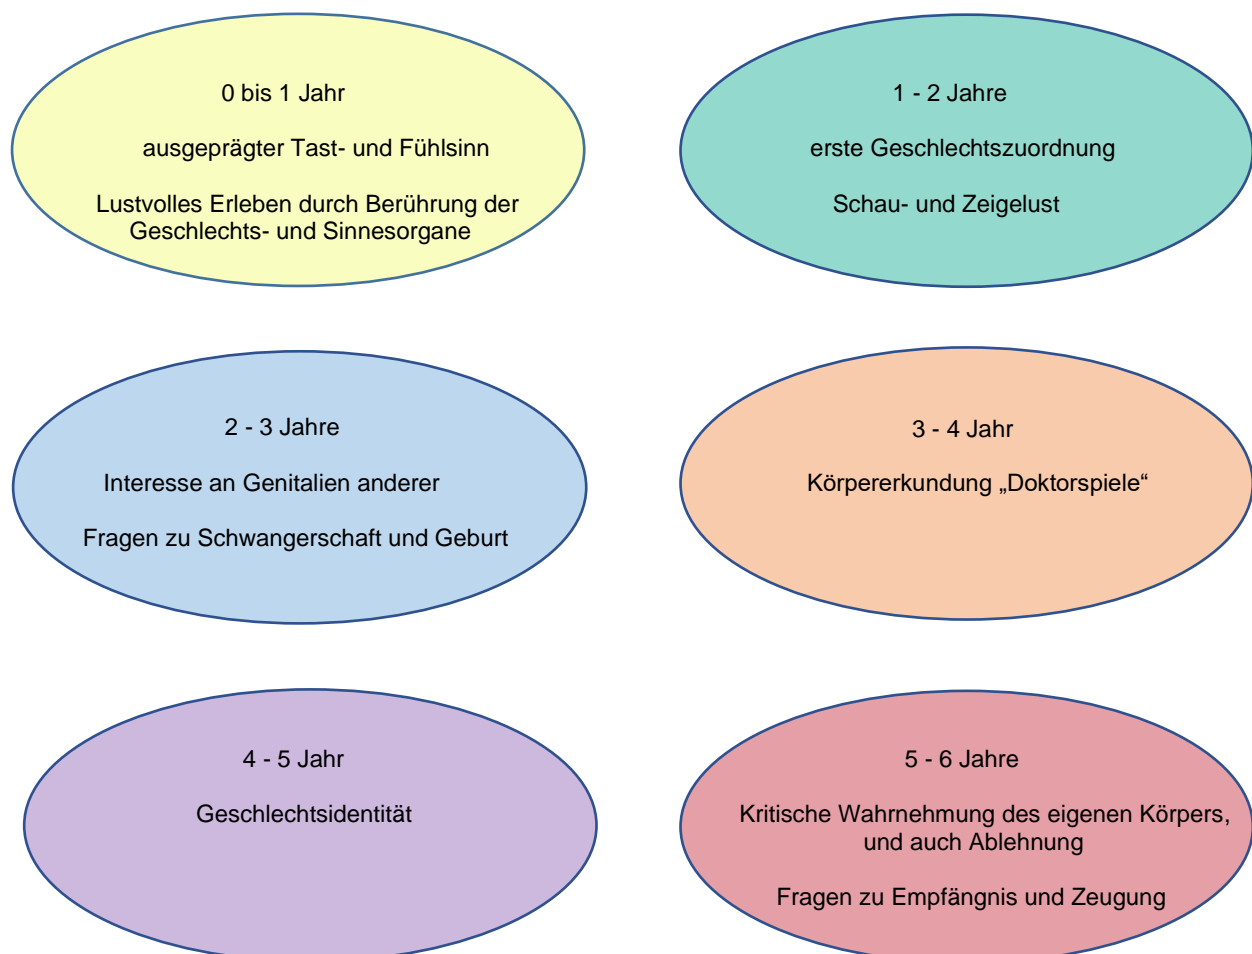 0 bis 1 Jahr
ausgeprägter Tast- und Fühlsinn
Lustvolles Erleben durch Berührung der
Geschlechts- und Sinnesorgane
1 - 2 Jahre
erste Geschlechtszuordnung
Schau- und Zeigelust
2 - 3 Jahre
Interesse an Genitalien anderer
Fragen zu Schwangerschaft und Geburt
3 - 4 Jahr
Körpererkundung „Doktorspiele“
4 - 5 Jahr
Geschlechtsidentität
5 - 6 Jahre
Kritische Wahrnehmung des eigenen Körpers,
und auch Ablehnung
Fragen zu Empfängnis und Zeugung